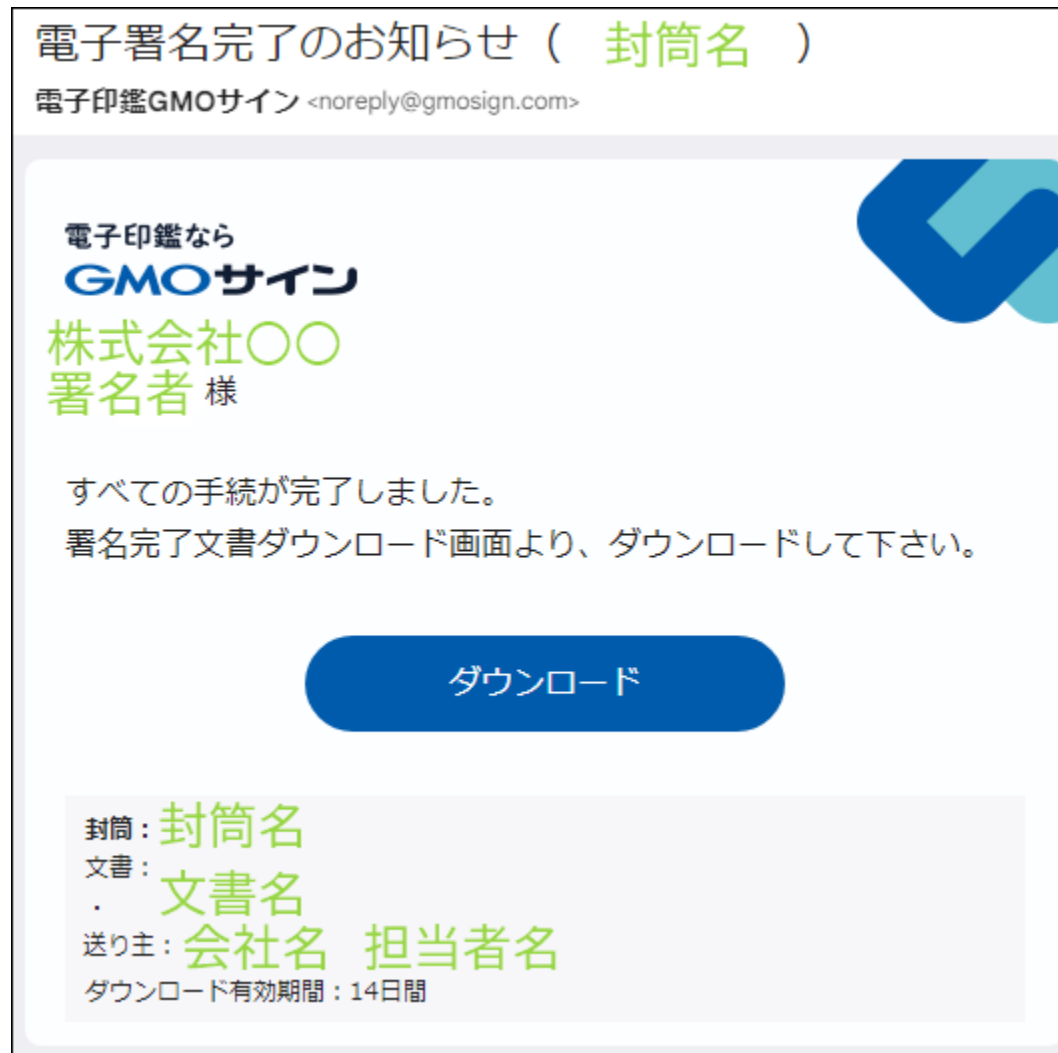 電子署名完了のお知らせ（ 封筒名 ）
電子印鑑GMOサイン <noreply@gmosign.com>
電子印鑑なら
GMOサイン
株式会社〇〇
署名者 様
すべての手続が完了しました。
署名完了文書ダウンロード画面より、ダウンロードして下さい。
ダウンロード
封筒：封筒名
文書：
・ 文書名
送り主：会社名 担当者名
ダウンロード有効期間：14日間